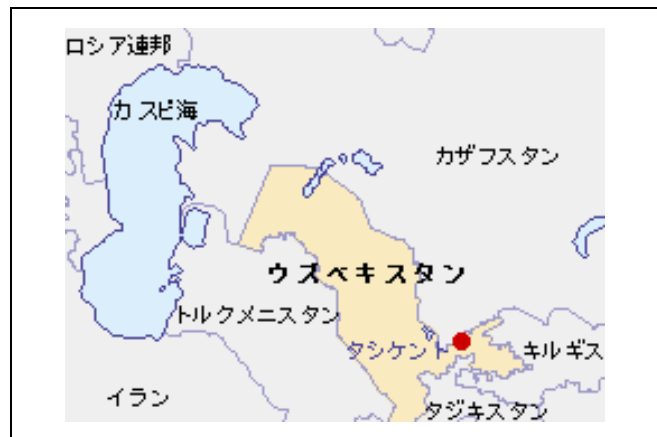 ロシア連邦
カスピ海
カザフスタン
ウズベキスタン
トルクメニスタン
タシケント
キルギス
イラン
タジキスタン